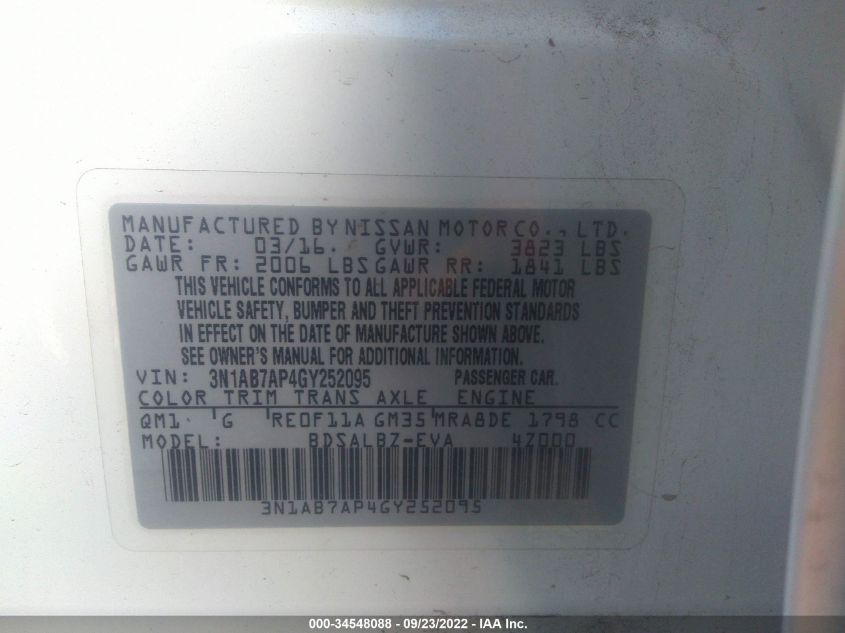 MANUFACTURED BY NISSAN MOTOR CO., LTD.
DATE: 03/16. GVWR: 3823 LBS
GAWR FR: 2006 LBS GAWR RR: 1841 LBS
THIS VEHICLE CONFORMS TO ALL APPLICABLE FEDERAL MOTOR
VEHICLE SAFETY, BUMPER AND THEFT PREVENTION STANDARDS
IN EFFECT ON THE DATE OF MANUFACTURE SHOWN ABOVE.
SEE OWNER'S MANUAL FOR ADDITIONAL INFORMATION.
VIN: 3N1AB7AP4GY252095 PASSENGER CAR.
COLOR TRIM TRANS AXLE ENGINE
QM1 G RE0F11A GM35 MRA8DE 1798 CC
MODEL: BDSALBZ-EVA 4Z000
3N1AB7AP4GY252095
000-34548088 - 09/23/2022 - IAA Inc.